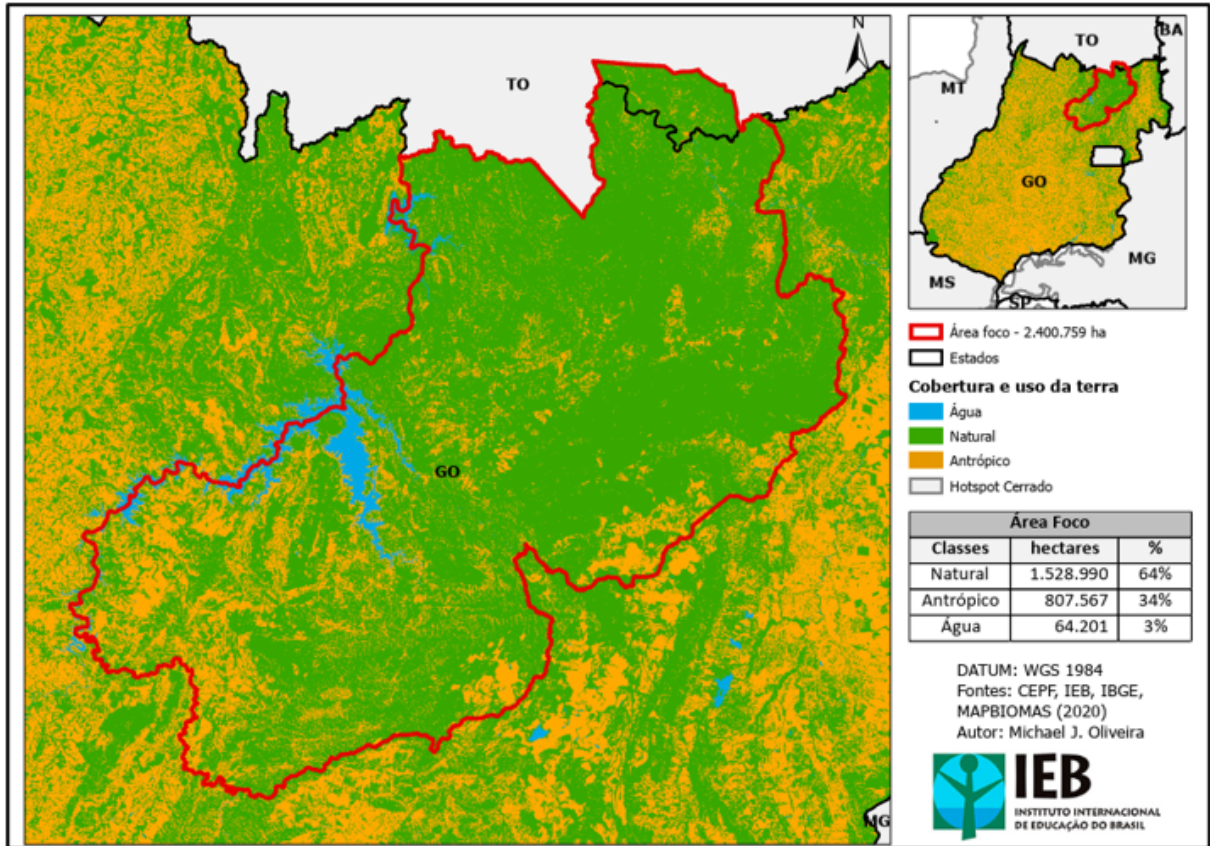 N
TO
GO
MG
TO
BA
MT
GO
MG
MS
SP
Área foco - 2.400.759 ha
Estados
Cobertura e uso da terra
Água
Natural
Antrópico
Hotspot Cerrado
Área Foco
Classes hectares %
Natural 1.528.990 64%
Antrópico 807.567 34%
Água 64.201 3%
DATUM: WGS 1984
Fontes: CEPF, IEB, IBGE,
MAPBIOMAS (2020)
Autor: Michael J. Oliveira
IEB
INSTITUTO INTERNACIONAL
DE EDUCAÇÃO DO BRASIL